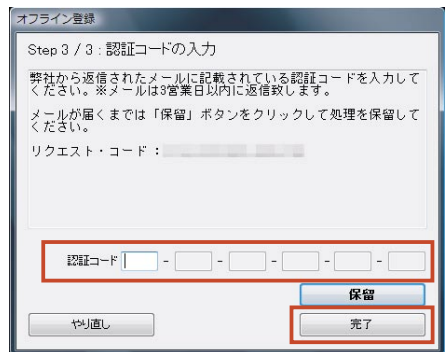 オフライン登録
Step 3 / 3 : 認証コードの入力
弊社から返信されたメールに記載されている認証コードを入力して
ください。※メールは3営業日以内に返信致します。
メールが届くまでは「保留」ボタンをクリックして処理を保留して
ください。
リクエスト・コード :
認証コード - - - - -
保留
やり直し
完了